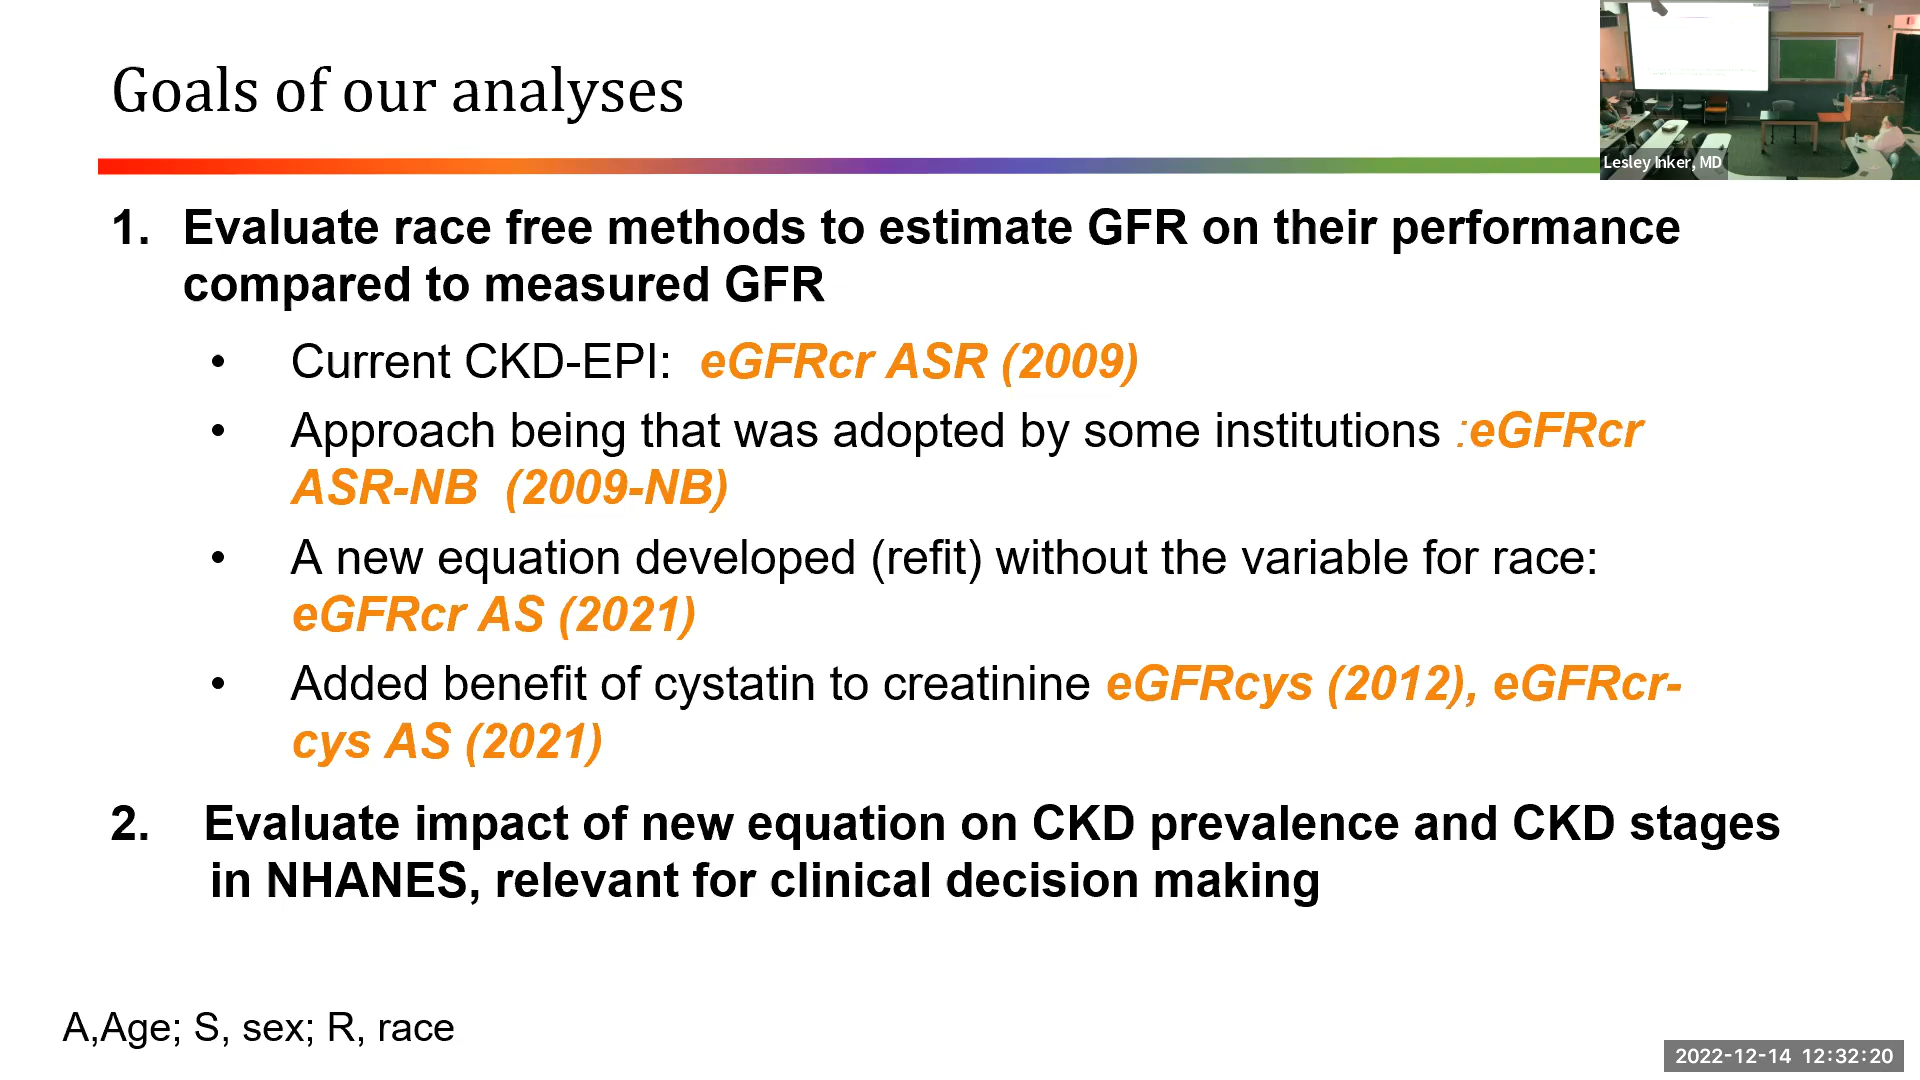 Goals of our analyses
Lesley Inker, MD
1. Evaluate race free methods to estimate GFR on their performance
compared to measured GFR
• Current CKD-EPI: eGFRcr ASR (2009)
• Approach being that was adopted by some institutions :eGFRcr
ASR-NB (2009-NB)
• A new equation developed (refit) without the variable for race:
eGFRcr AS (2021)
• Added benefit of cystatin to creatinine eGFRcys (2012), eGFRcr-
cys AS (2021)
2. Evaluate impact of new equation on CKD prevalence and CKD stages
in NHANES, relevant for clinical decision making
A,Age; S, sex; R, race
2022-12-14 12:32:20